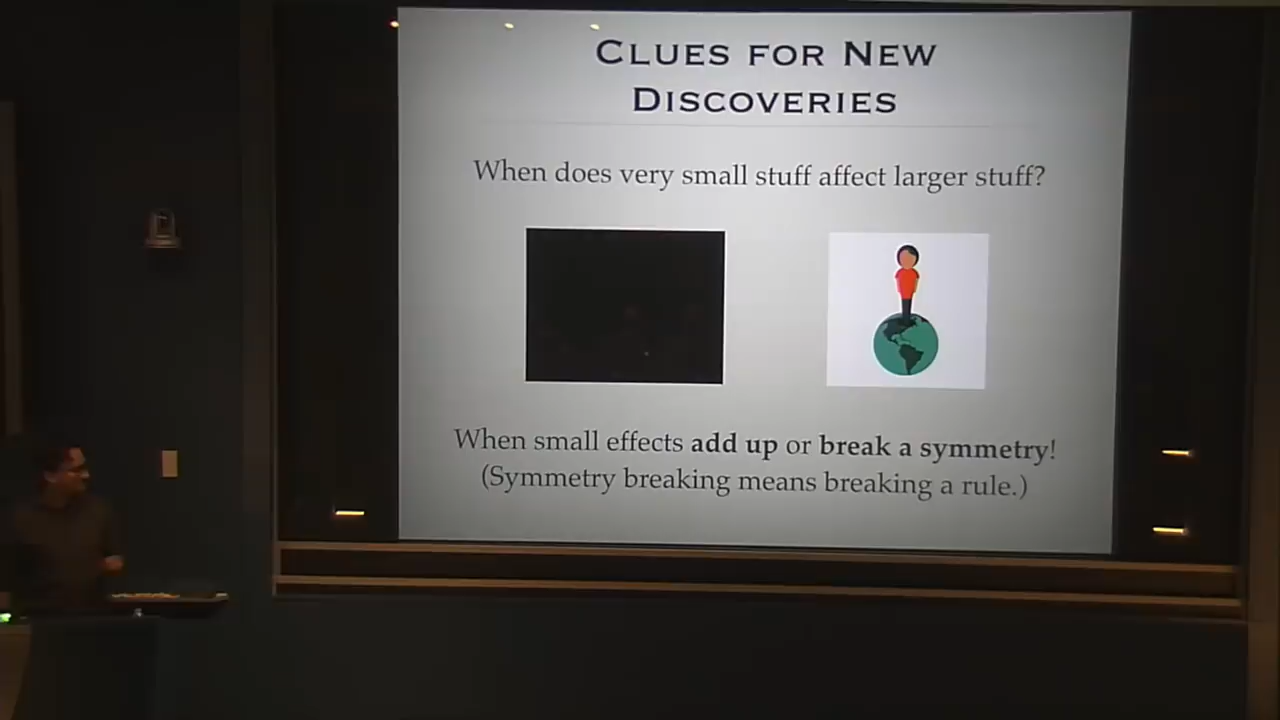 CLUES FOR NEW
DISCOVERIES
When does very small stuff affect larger stuff?
When small effects add up or break a symmetry!
(Symmetry breaking means breaking a rule.)